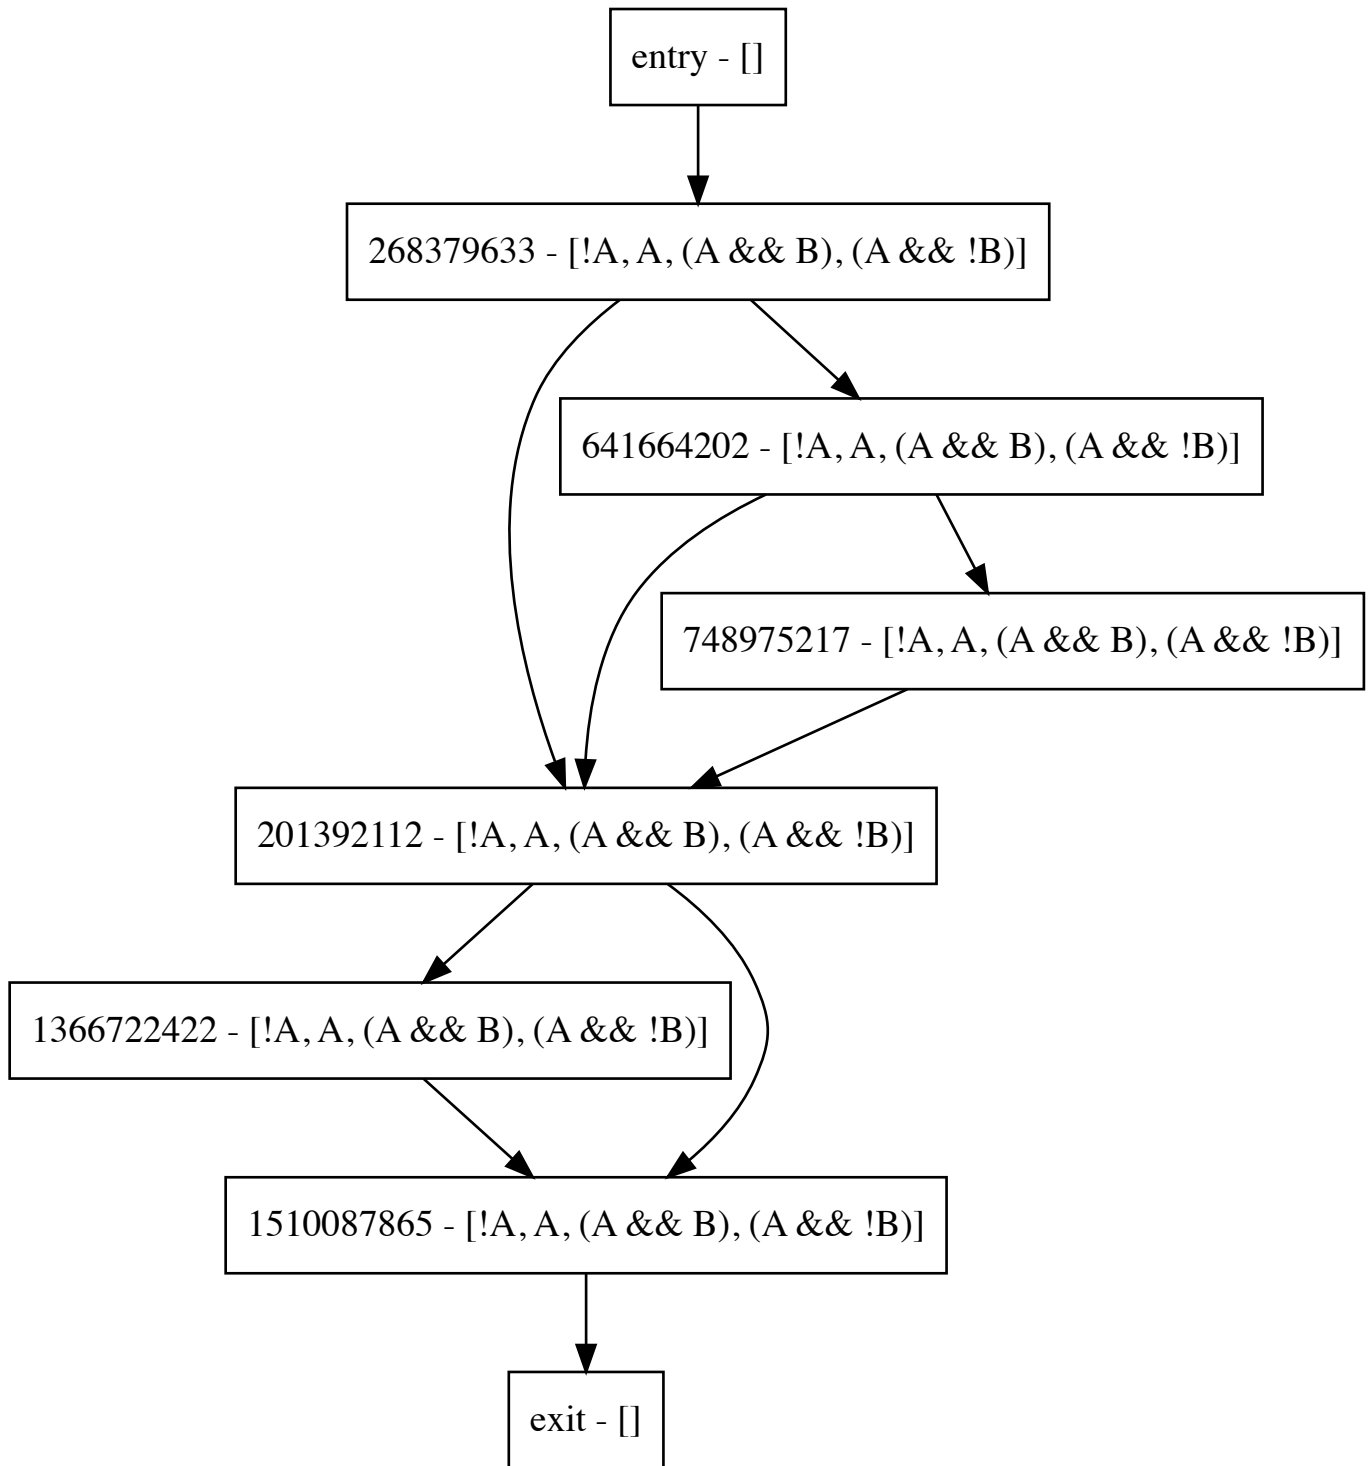 entry - []
268379633 - [!A, A, (A && B), (A && !B)]
641664202 - [!A, A, (A && B), (A && !B)]
748975217 - [!A, A, (A && B), (A && !B)]
201392112 - [!A, A, (A && B), (A && !B)]
1366722422 - [!A, A, (A && B), (A && !B)]
1510087865 - [!A, A, (A && B), (A && !B)]
exit - []